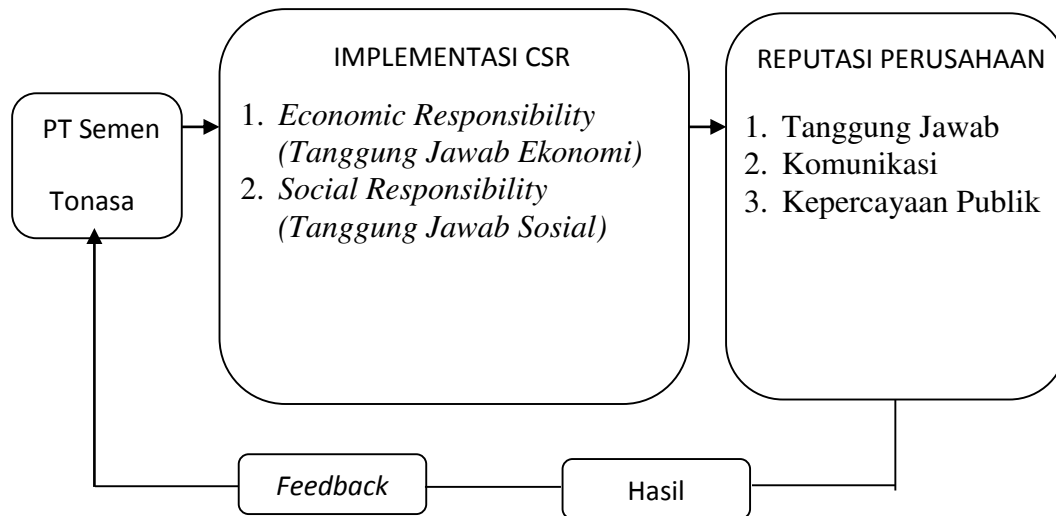 PT Semen
Tonasa
IMPLEMENTASI CSR
1. Economic Responsibility
(Tanggung Jawab Ekonomi)
2. Social Responsibility
(Tanggung Jawab Sosial)
REPUTASI PERUSAHAAN
1. Tanggung Jawab
2. Komunikasi
3. Kepercayaan Publik
Feedback
Hasil